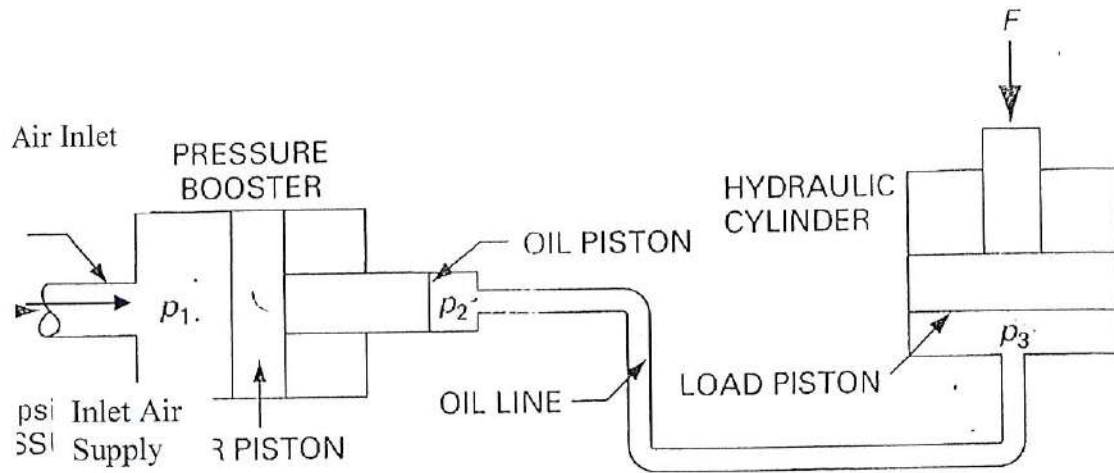 F
Air Inlet
PRESSURE
BOOSTER
HYDRAULIC
CYLINDER
OIL PISTON
p1
p2
p3
LOAD PISTON
OIL LINE
psi Inlet Air
Supply
R PISTON